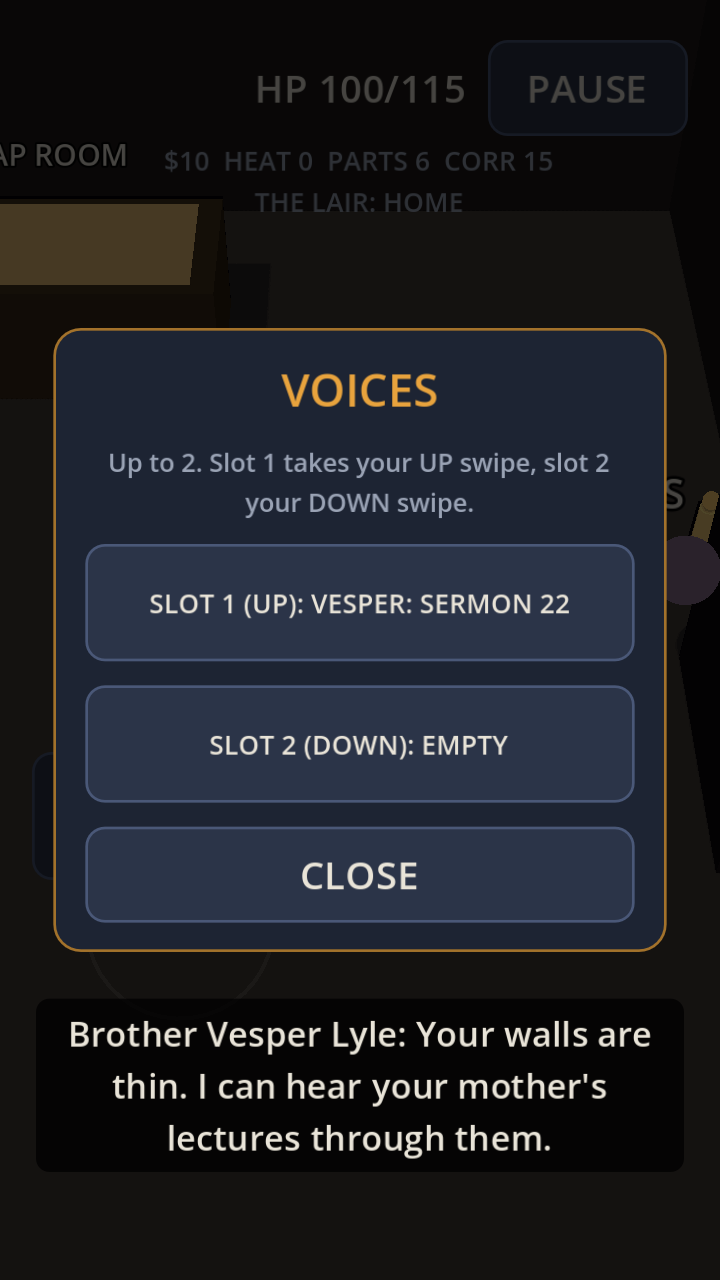 HP 100/115
PAUSE
AP ROOM
$10 HEAT 0 PARTS 6 CORR 15
THE LAIR: HOME
VOICES
Up to 2. Slot 1 takes your UP swipe, slot 2
your DOWN swipe.
S
SLOT 1 (UP): VESPER: SERMON 22
SLOT 2 (DOWN): EMPTY
CLOSE
Brother Vesper Lyle: Your walls are
thin. I can hear your mother's
lectures through them.